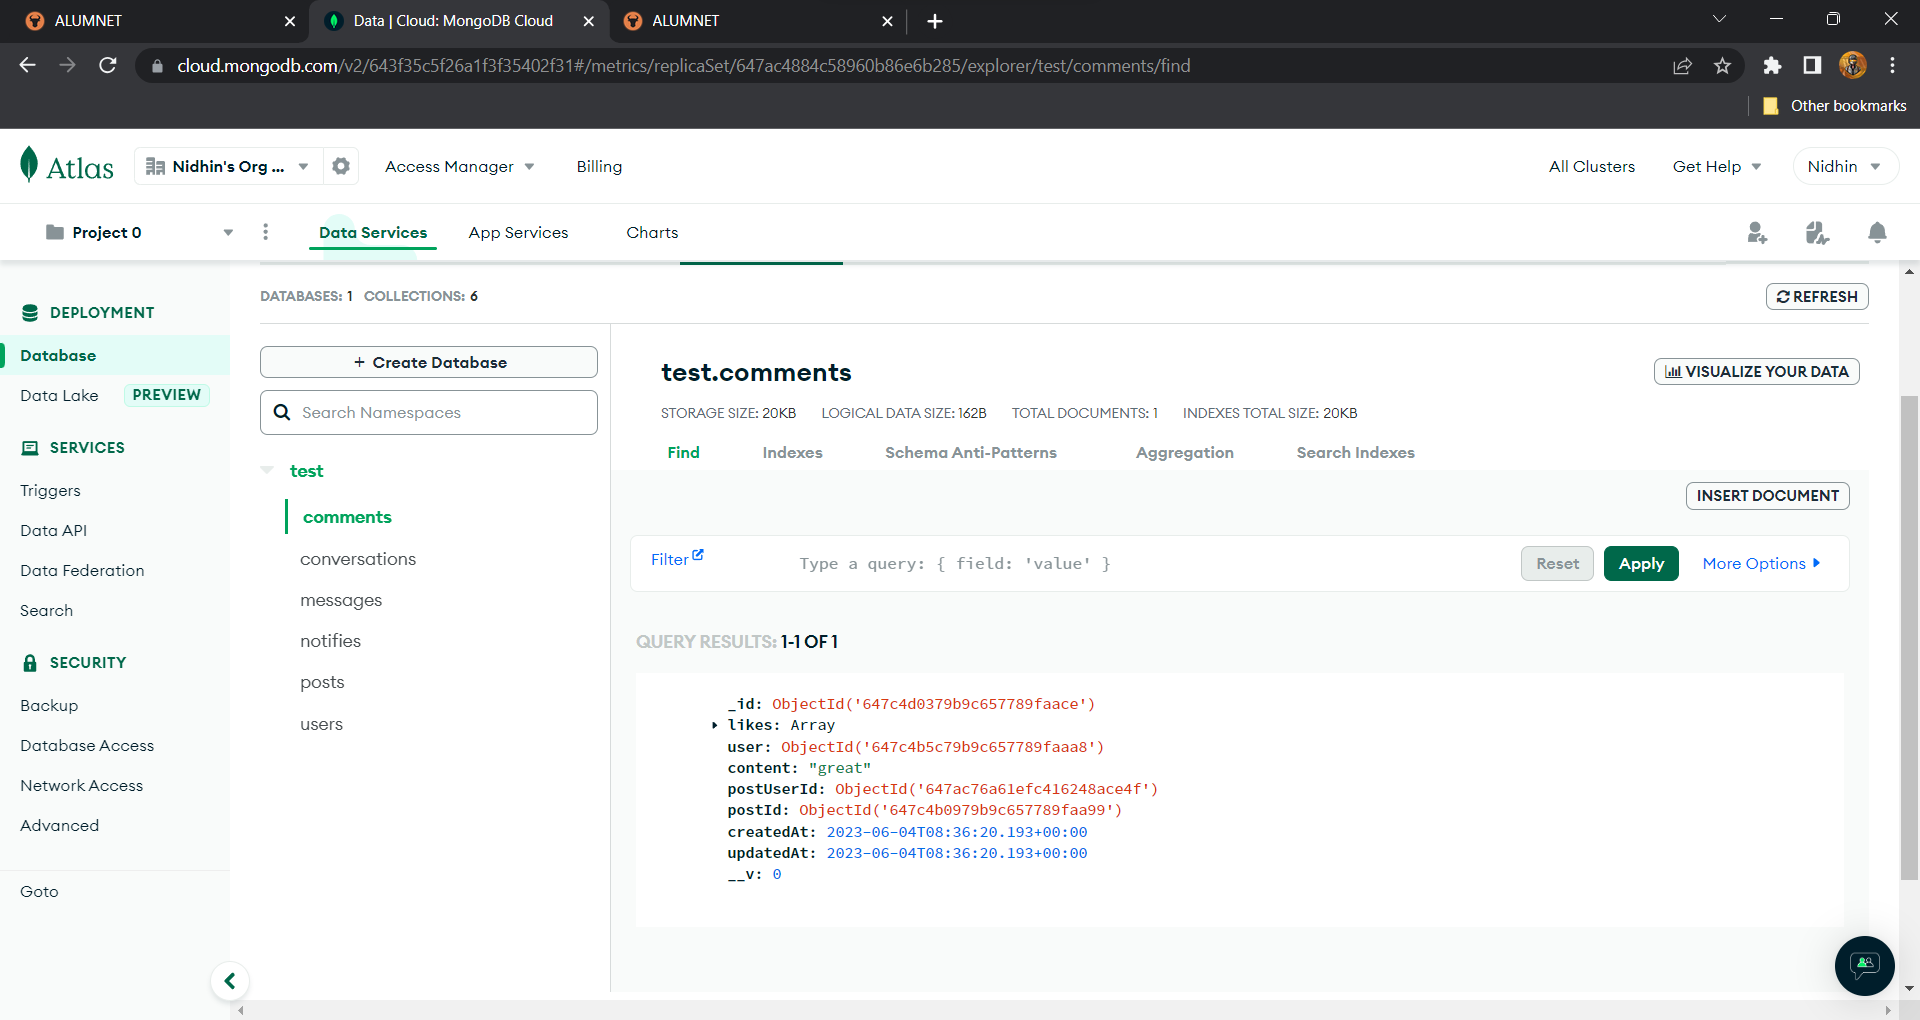 ALUMNET
Data | Cloud: MongoDB Cloud
ALUMNET
cloud.mongodb.com/v2/643f35c5f26a1f3f35402f31#/metrics/replicaSet/647ac4884c58960b86e6b285/explorer/test/comments/find
Other bookmarks
Atlas
Nidhin's Org ...
Access Manager
Billing
All Clusters
Get Help
Nidhin
Project 0
Data Services
App Services
Charts
DATABASES: 1 COLLECTIONS: 6
REFRESH
DEPLOYMENT
Database
Data Lake PREVIEW
SERVICES
Triggers
Data API
Data Federation
Search
SECURITY
Backup
Database Access
Network Access
Advanced
Goto
+ Create Database
Search Namespaces
test
comments
conversations
messages
notifies
posts
users
test.comments
VISUALIZE YOUR DATA
STORAGE SIZE: 20KB LOGICAL DATA SIZE: 162B TOTAL DOCUMENTS: 1 INDEXES TOTAL SIZE: 20KB
Find Indexes Schema Anti-Patterns Aggregation Search Indexes
INSERT DOCUMENT
Filter
Type a query: { field: 'value' }
Reset
Apply
More Options
QUERY RESULTS: 1-1 OF 1
_id: ObjectId('647c4d0379b9c657789faace')
likes: Array
user: ObjectId('647c4b5c79b9c657789faaa8')
content: "great"
postUserId: ObjectId('647ac76a61efc416248ace4f')
postId: ObjectId('647c4b0979b9c657789faa99')
createdAt: 2023-06-04T08:36:20.193+00:00
updatedAt: 2023-06-04T08:36:20.193+00:00
__v: 0